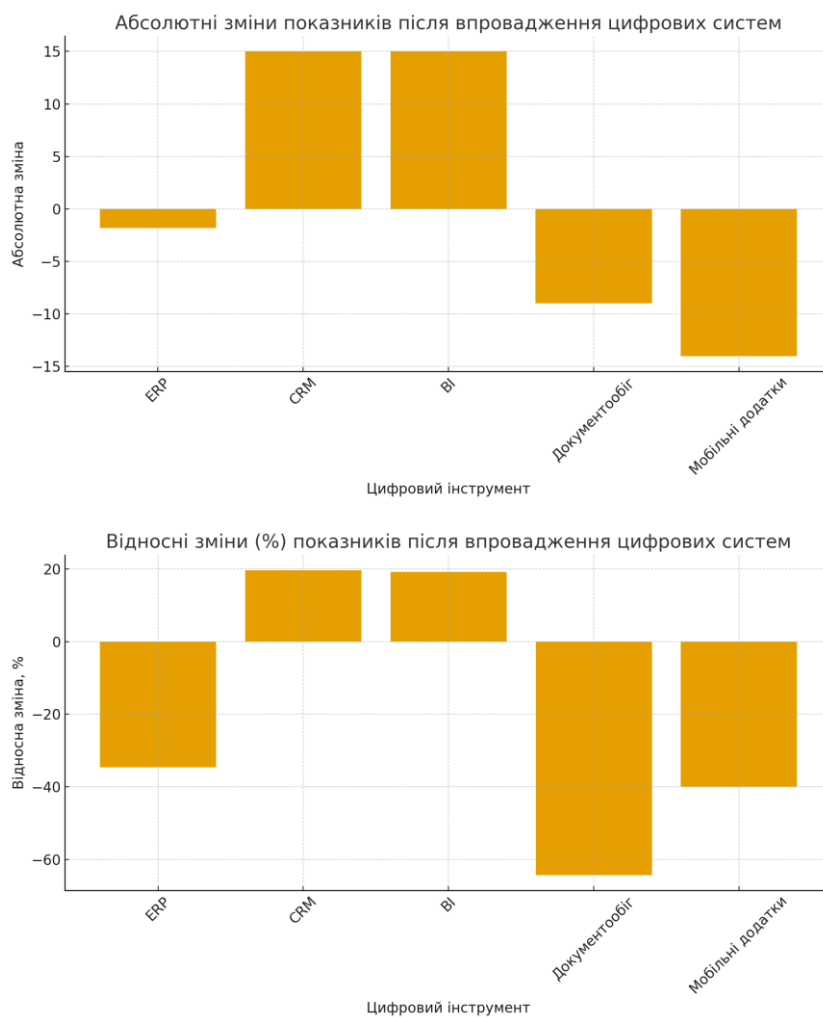 Абсолютні зміни показників після впровадження цифрових систем
15
10
5
0
−5
−10
−15
Абсолютна зміна
ERP
CRM
BI
Документообіг
Мобільні додатки
Цифровий інструмент
Відносні зміни (%) показників після впровадження цифрових систем
20
0
−20
−40
−60
Відносна зміна, %
ERP
CRM
BI
Документообіг
Мобільні додатки
Цифровий інструмент